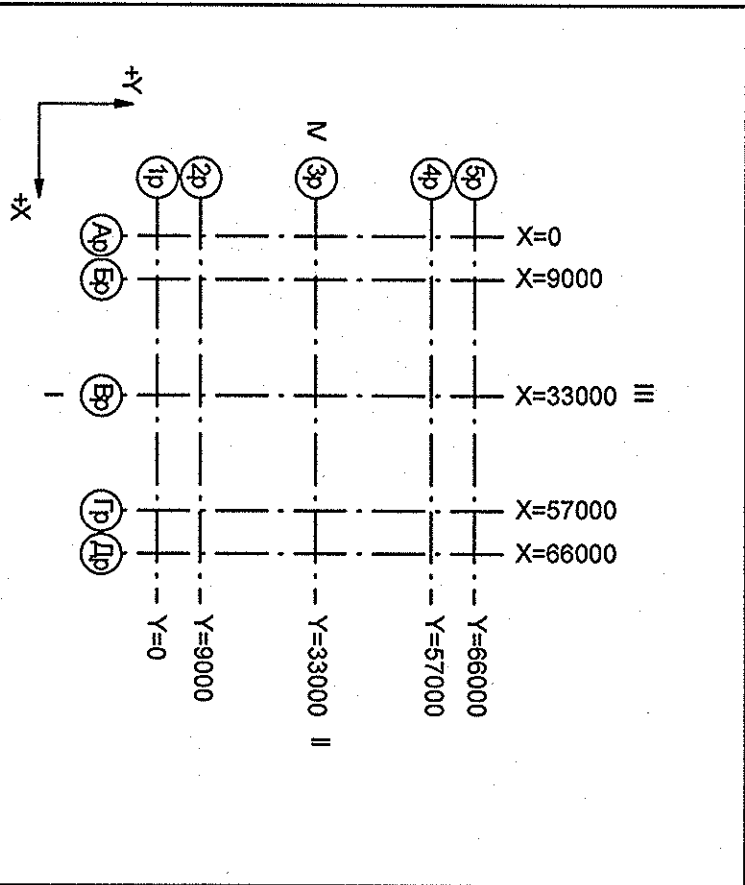 +Y
+X
IV
5р
4р
3р
2р
1р
Ар
Бр
Вр
Гр
Др
X=0
X=9000
X=33000
X=57000
X=66000
III
I
Y=0
Y=9000
Y=33000
Y=57000
Y=66000
II